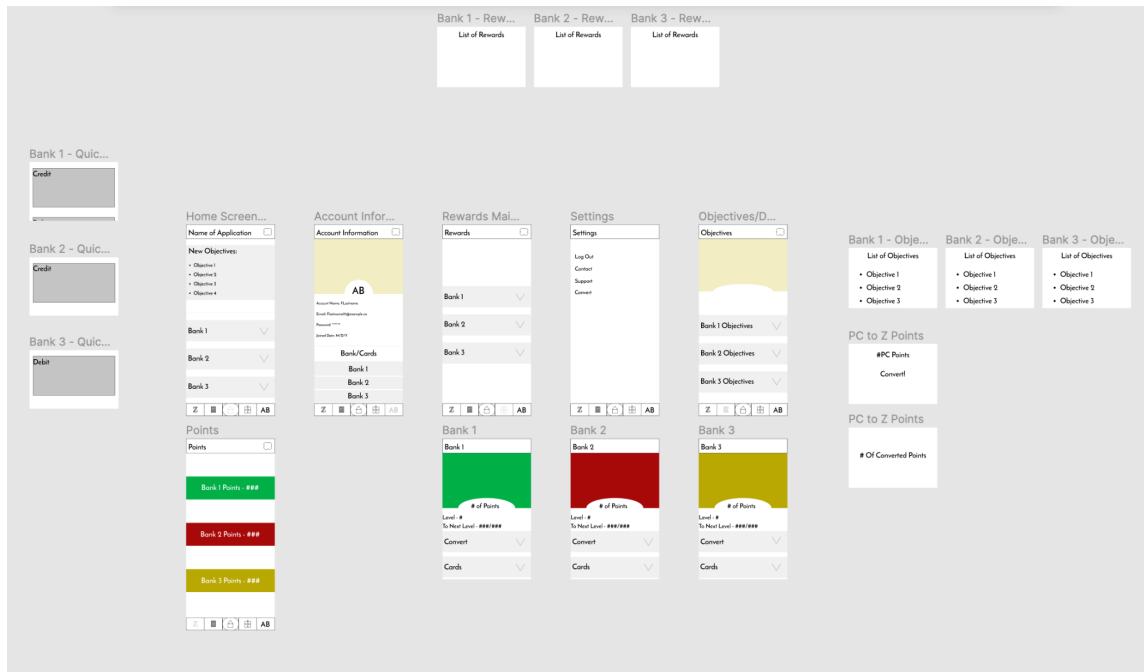 Bank 1 - Rew...
Bank 2 - Rew...
Bank 3 - Rew...
List of Rewards
List of Rewards
List of Rewards
Bank 1 - Quic...
Credit
Bank 2 - Quic...
Credit
Bank 3 - Quic...
Debit
Home Screen...
Name of Application
New Objectives:
• Objective 1
• Objective 2
• Objective 3
• Objective 4
Bank 1
Bank 2
Bank 3
Z
AB
Account Infor...
Account Information
AB
Account Name: FLastname
Password: ******
Bank/Cards
Bank 1
Bank 2
Bank 3
Z
AB
Rewards Mai...
Rewards
Bank 1
Bank 2
Bank 3
Z
AB
Settings
Settings
Log Out
Contact
Support
Convert
Objectives/D...
Objectives
Bank 1 Objectives
Bank 2 Objectives
Bank 3 Objectives
Z
AB
Bank 1 - Obje...
List of Objectives
• Objective 1
• Objective 2
• Objective 3
Bank 2 - Obje...
List of Objectives
• Objective 1
• Objective 2
• Objective 3
Bank 3 - Obje...
List of Objectives
• Objective 1
• Objective 2
• Objective 3
PC to Z Points
#PC Points
Convert!
PC to Z Points
# Of Converted Points
Points
Points
Bank 1 Points - ###
Bank 2 Points - ###
Bank 3 Points - ###
Z
AB
Bank 1
Bank 1
# of Points
Level - #
To Next Level - ###/###
Convert
Cards
Bank 2
Bank 2
# of Points
Level - #
To Next Level - ###/###
Convert
Cards
Bank 3
Bank 3
# of Points
Level - #
To Next Level - ###/###
Convert
Cards